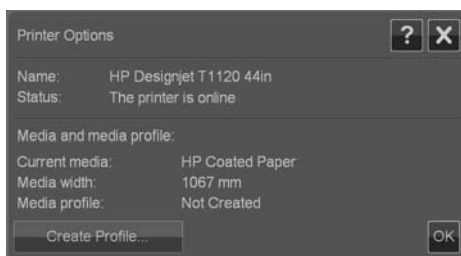 Printer Options ? X
Name: HP Designjet T1120 44in
Status: The printer is online
Media and media profile:
Current media: HP Coated Paper
Media width: 1067 mm
Media profile: Not Created
Create Profile... OK